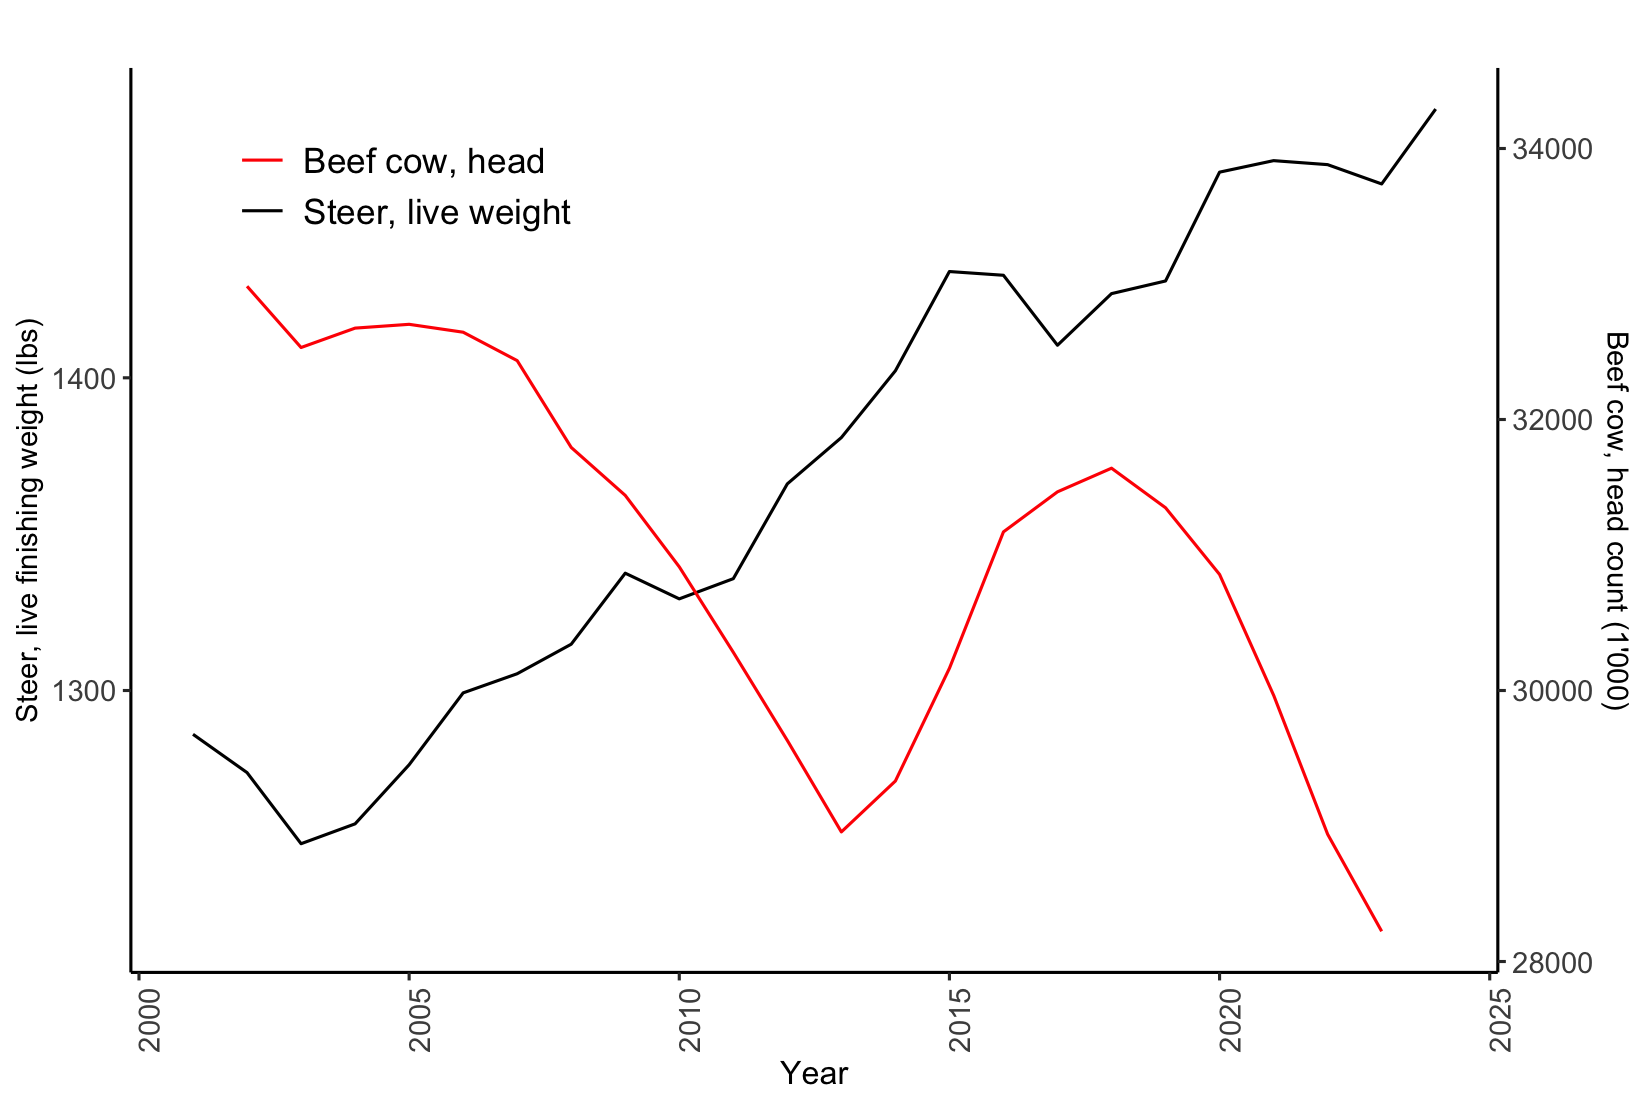 Beef cow, head
Steer, live weight
Steer, live finishing weight (lbs)
1400
1300
34000
32000
30000
28000
Beef cow, head count (1'000)
2000
2005
2010
2015
2020
2025
Year